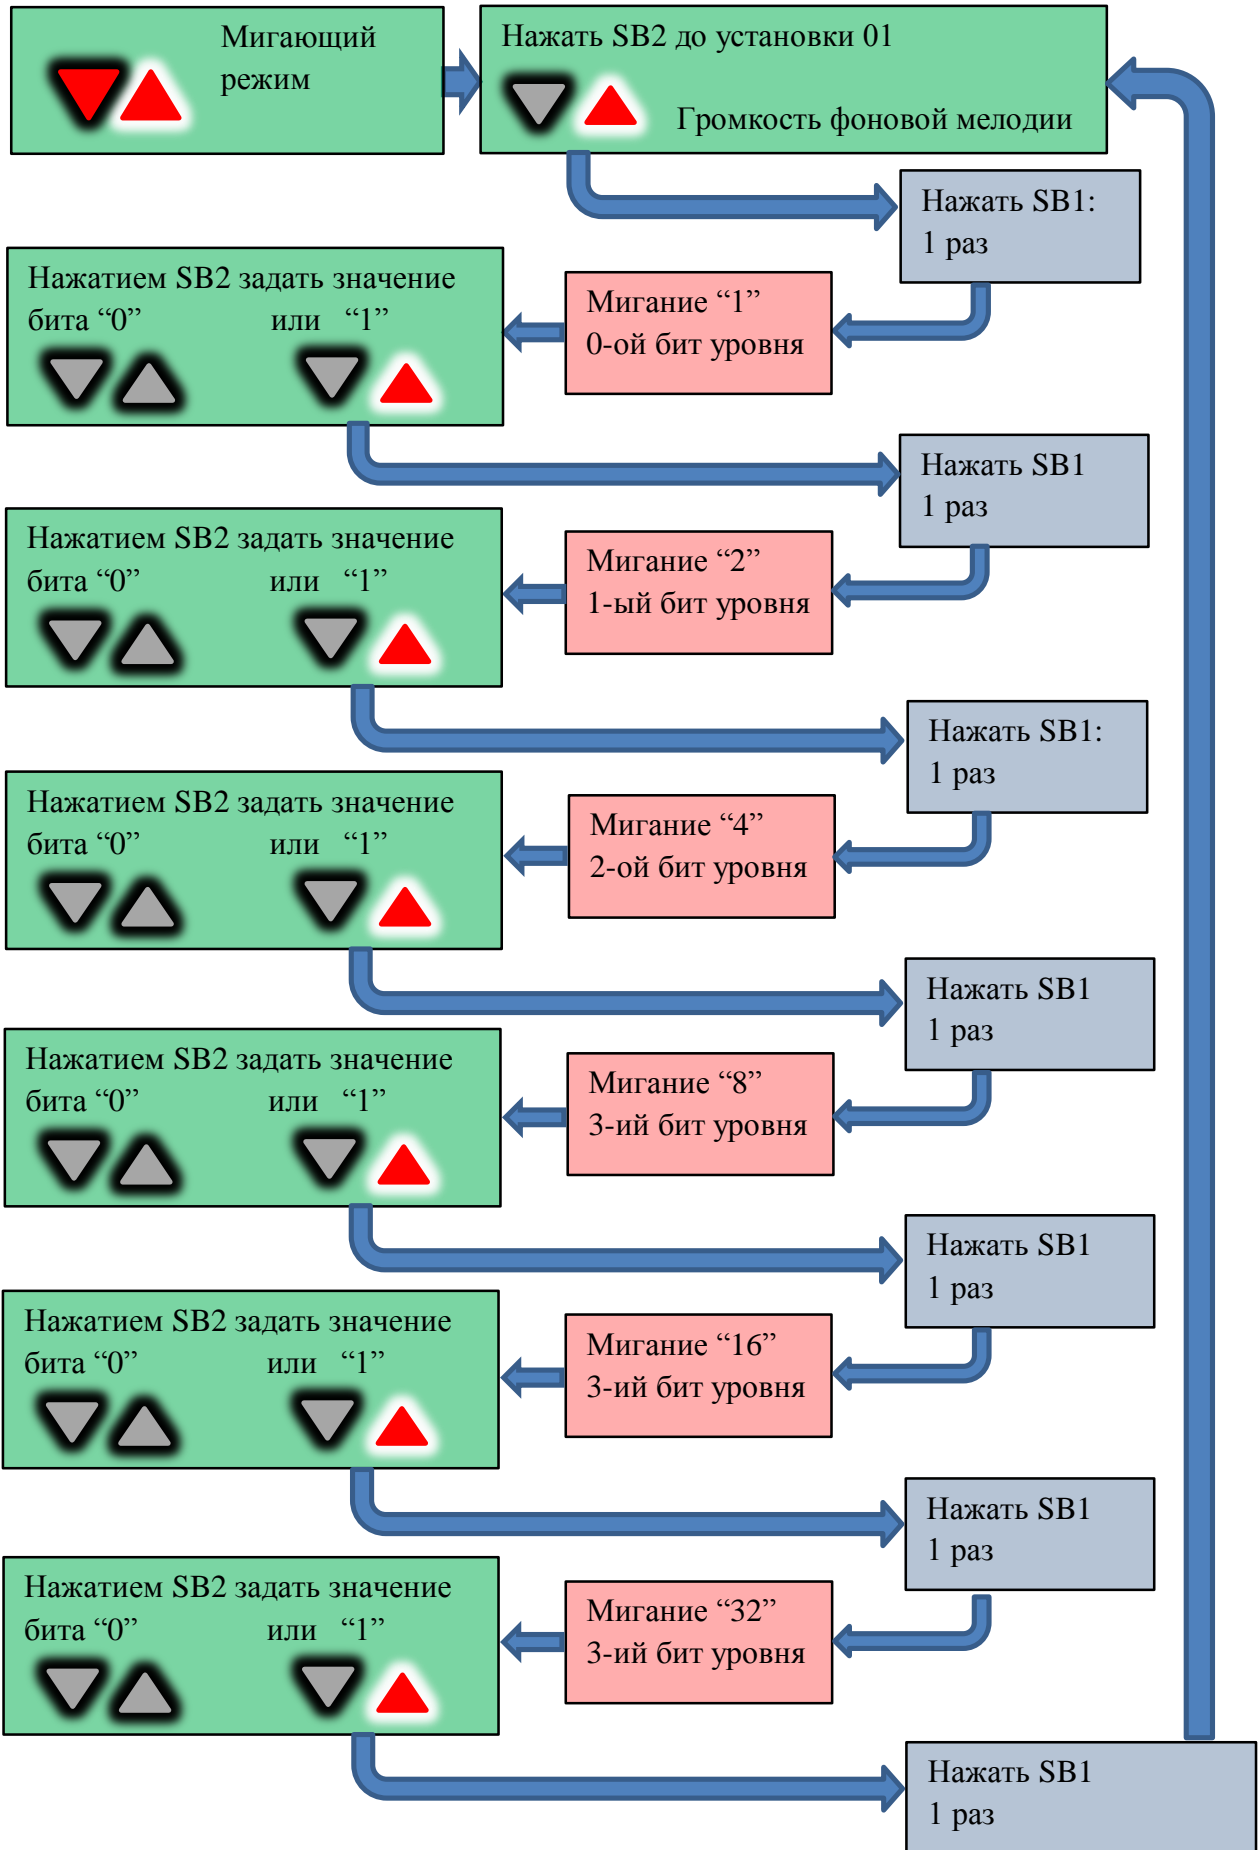 Мигающий
режим
Нажать SB2 до установки 01
Громкость фоновой мелодии
Нажать SB1:
1 раз
Мигание “1”
0-ой бит уровня
Нажатием SB2 задать значение
бита “0” или “1”
Нажать SB1
1 раз
Мигание “2”
1-ый бит уровня
Нажатием SB2 задать значение
бита “0” или “1”
Нажать SB1:
1 раз
Мигание “4”
2-ой бит уровня
Нажатием SB2 задать значение
бита “0” или “1”
Нажать SB1
1 раз
Мигание “8”
3-ий бит уровня
Нажатием SB2 задать значение
бита “0” или “1”
Нажать SB1
1 раз
Мигание “16”
3-ий бит уровня
Нажатием SB2 задать значение
бита “0” или “1”
Нажать SB1
1 раз
Мигание “32”
3-ий бит уровня
Нажатием SB2 задать значение
бита “0” или “1”
Нажать SB1
1 раз